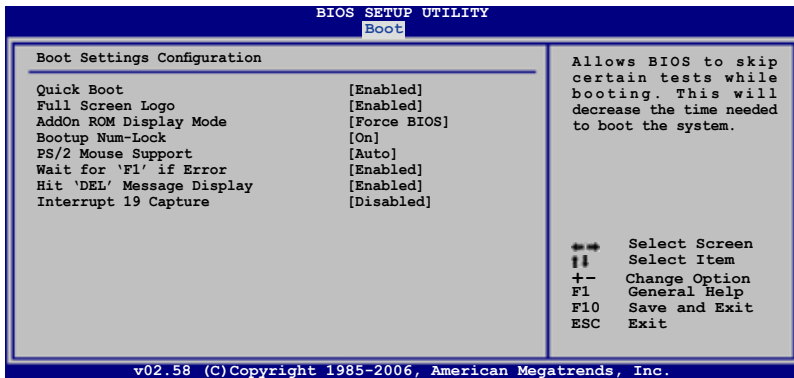 BIOS SETUP UTILITY
Boot
Boot Settings Configuration
Quick Boot [Enabled]
Full Screen Logo [Enabled]
AddOn ROM Display Mode [Force BIOS]
Bootup Num-Lock [On]
PS/2 Mouse Support [Auto]
Wait for ‘F1’ if Error [Enabled]
Hit ‘DEL’ Message Display [Enabled]
Interrupt 19 Capture [Disabled]
Allows BIOS to skip
certain tests while
booting. This will
decrease the time needed
to boot the system.
←→ Select Screen
↑↓ Select Item
+- Change Option
F1 General Help
F10 Save and Exit
ESC Exit
v02.58 (C)Copyright 1985-2006, American Megatrends, Inc.